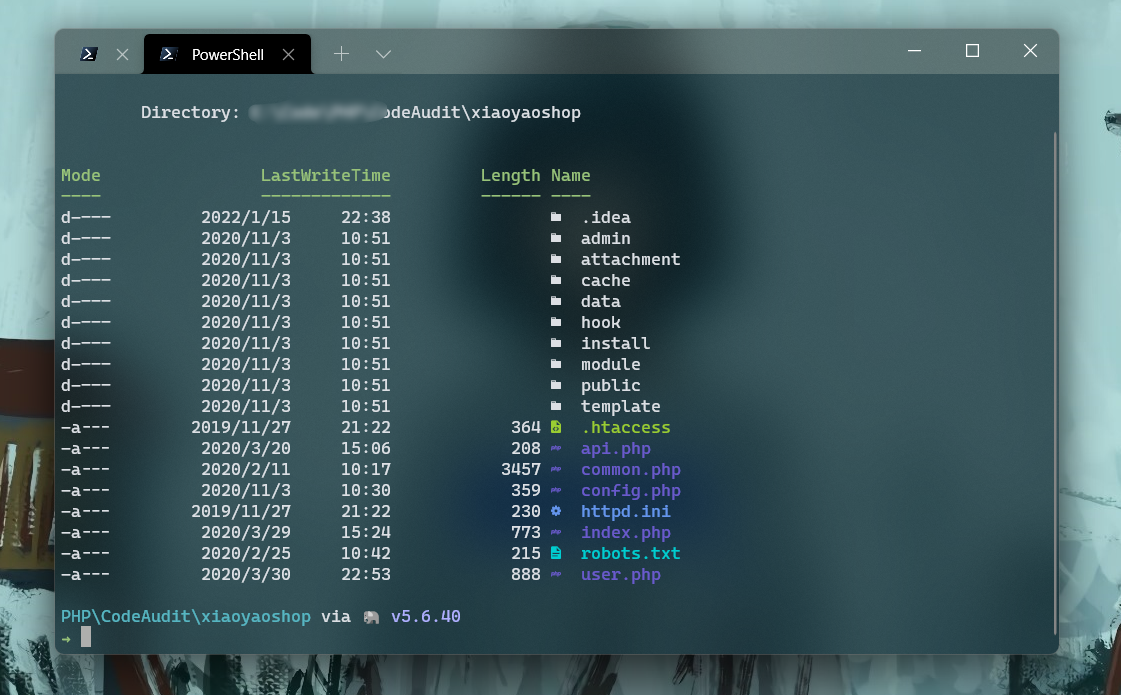 PowerShell
Directory: odeAudit\xiaoyaoshop
Mode LastWriteTime Length Name
---- ------------- ------ ----
d---- 2022/1/15 22:38 .idea
d---- 2020/11/3 10:51 admin
d---- 2020/11/3 10:51 attachment
d---- 2020/11/3 10:51 cache
d---- 2020/11/3 10:51 data
d---- 2020/11/3 10:51 hook
d---- 2020/11/3 10:51 install
d---- 2020/11/3 10:51 module
d---- 2020/11/3 10:51 public
d---- 2020/11/3 10:51 template
-a--- 2019/11/27 21:22 364 .htaccess
-a--- 2020/3/20 15:06 208 php api.php
-a--- 2020/2/11 10:17 3457 php common.php
-a--- 2020/11/3 10:30 359 php config.php
-a--- 2019/11/27 21:22 230 httpd.ini
-a--- 2020/3/29 15:24 773 php index.php
-a--- 2020/2/25 10:42 215 robots.txt
-a--- 2020/3/30 22:53 888 php user.php
PHP\CodeAudit\xiaoyaoshop via 🐘 v5.6.40
→